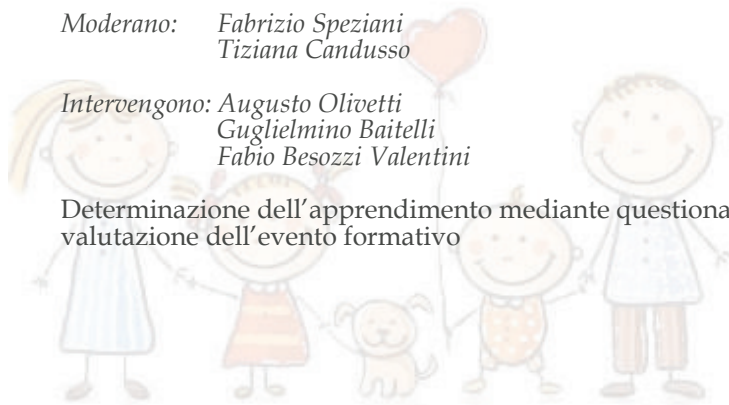 Moderano: Fabrizio Speziani
Tiziana Candusso
Intervengono: Augusto Olivetti
Guglielmino Baitelli
Fabio Besozzi Valentini
Determinazione dell’apprendimento mediante questiona
valutazione dell’evento formativo